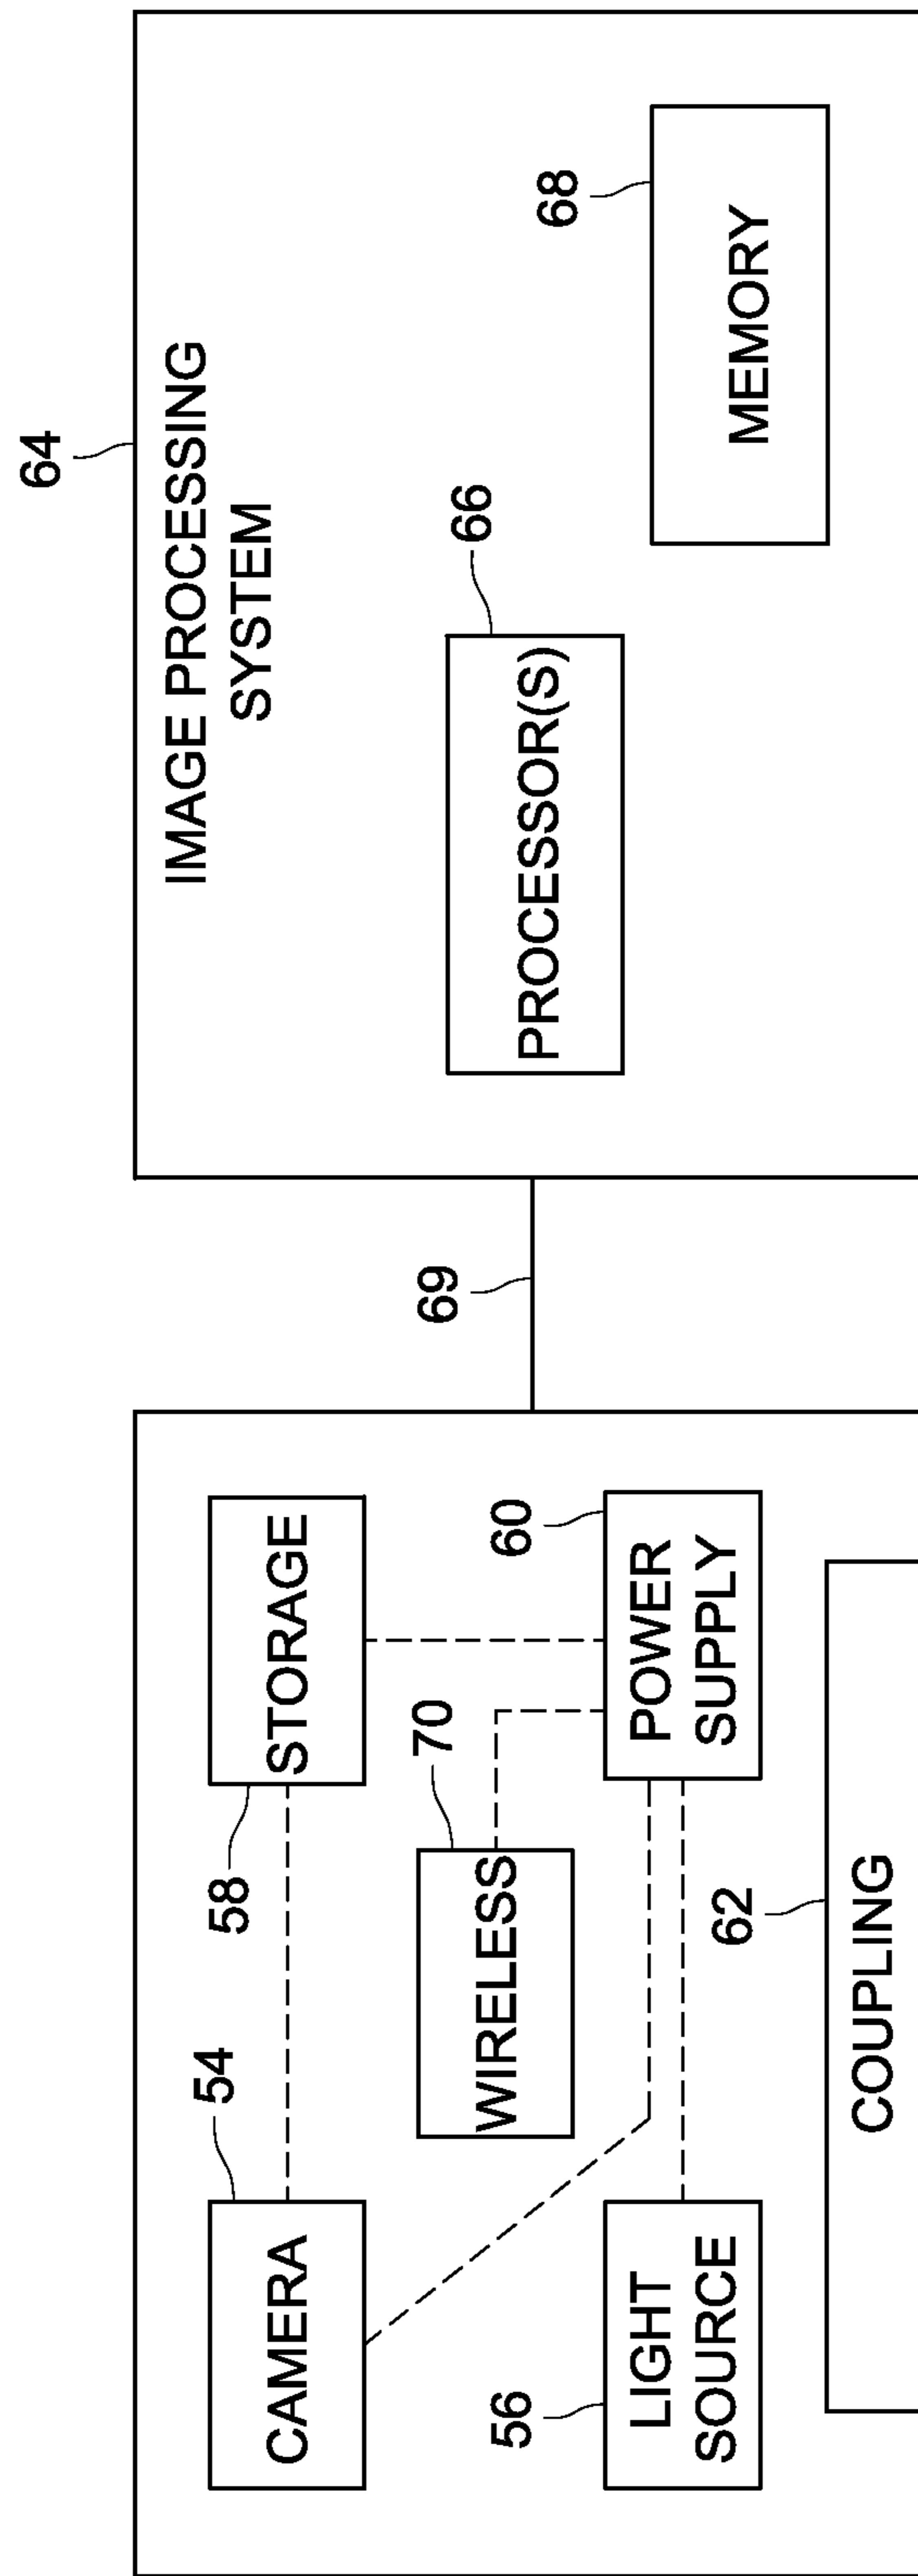 64
IMAGE PROCESSING
SYSTEM
66
PROCESSOR(S)
68
MEMORY
69
54
CAMERA
58
STORAGE
70
WIRELESS
56
LIGHT
SOURCE
60
POWER
SUPPLY
62
COUPLING